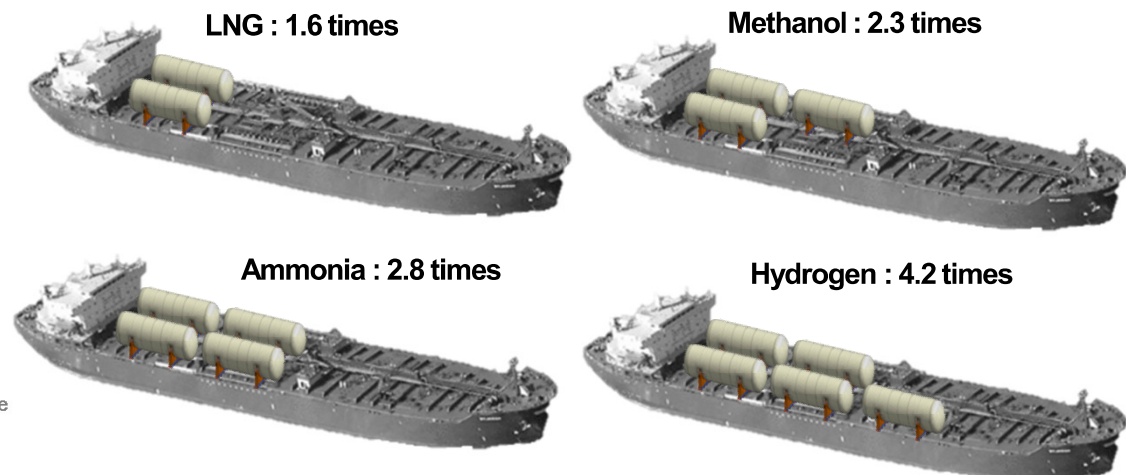 LNG : 1.6 times
Methanol : 2.3 times
Ammonia : 2.8 times
Hydrogen : 4.2 times
e